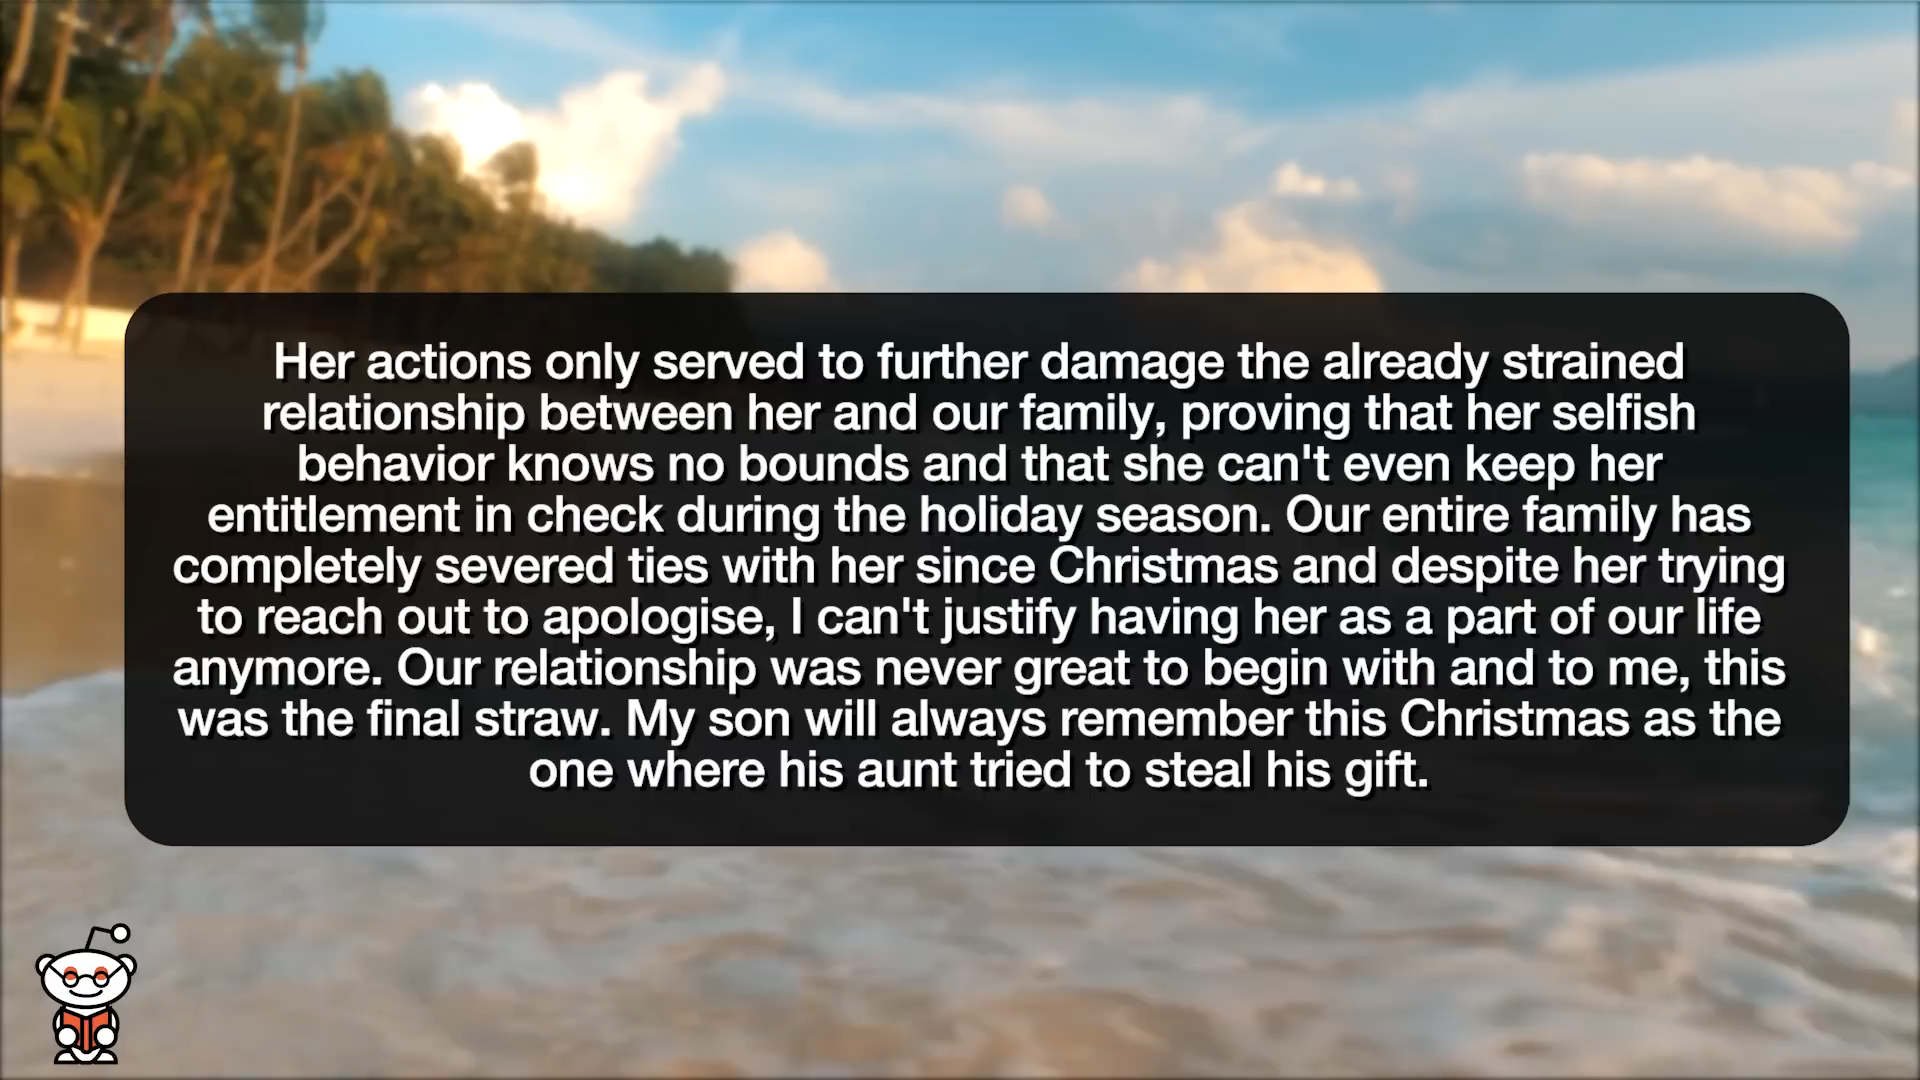 Her actions only served to further damage the already strained
relationship between her and our family, proving that her selfish
behavior knows no bounds and that she can't even keep her
entitlement in check during the holiday season. Our entire family has
completely severed ties with her since Christmas and despite her trying
to reach out to apologise, I can't justify having her as a part of our life
anymore. Our relationship was never great to begin with and to me, this
was the final straw. My son will always remember this Christmas as the
one where his aunt tried to steal his gift.